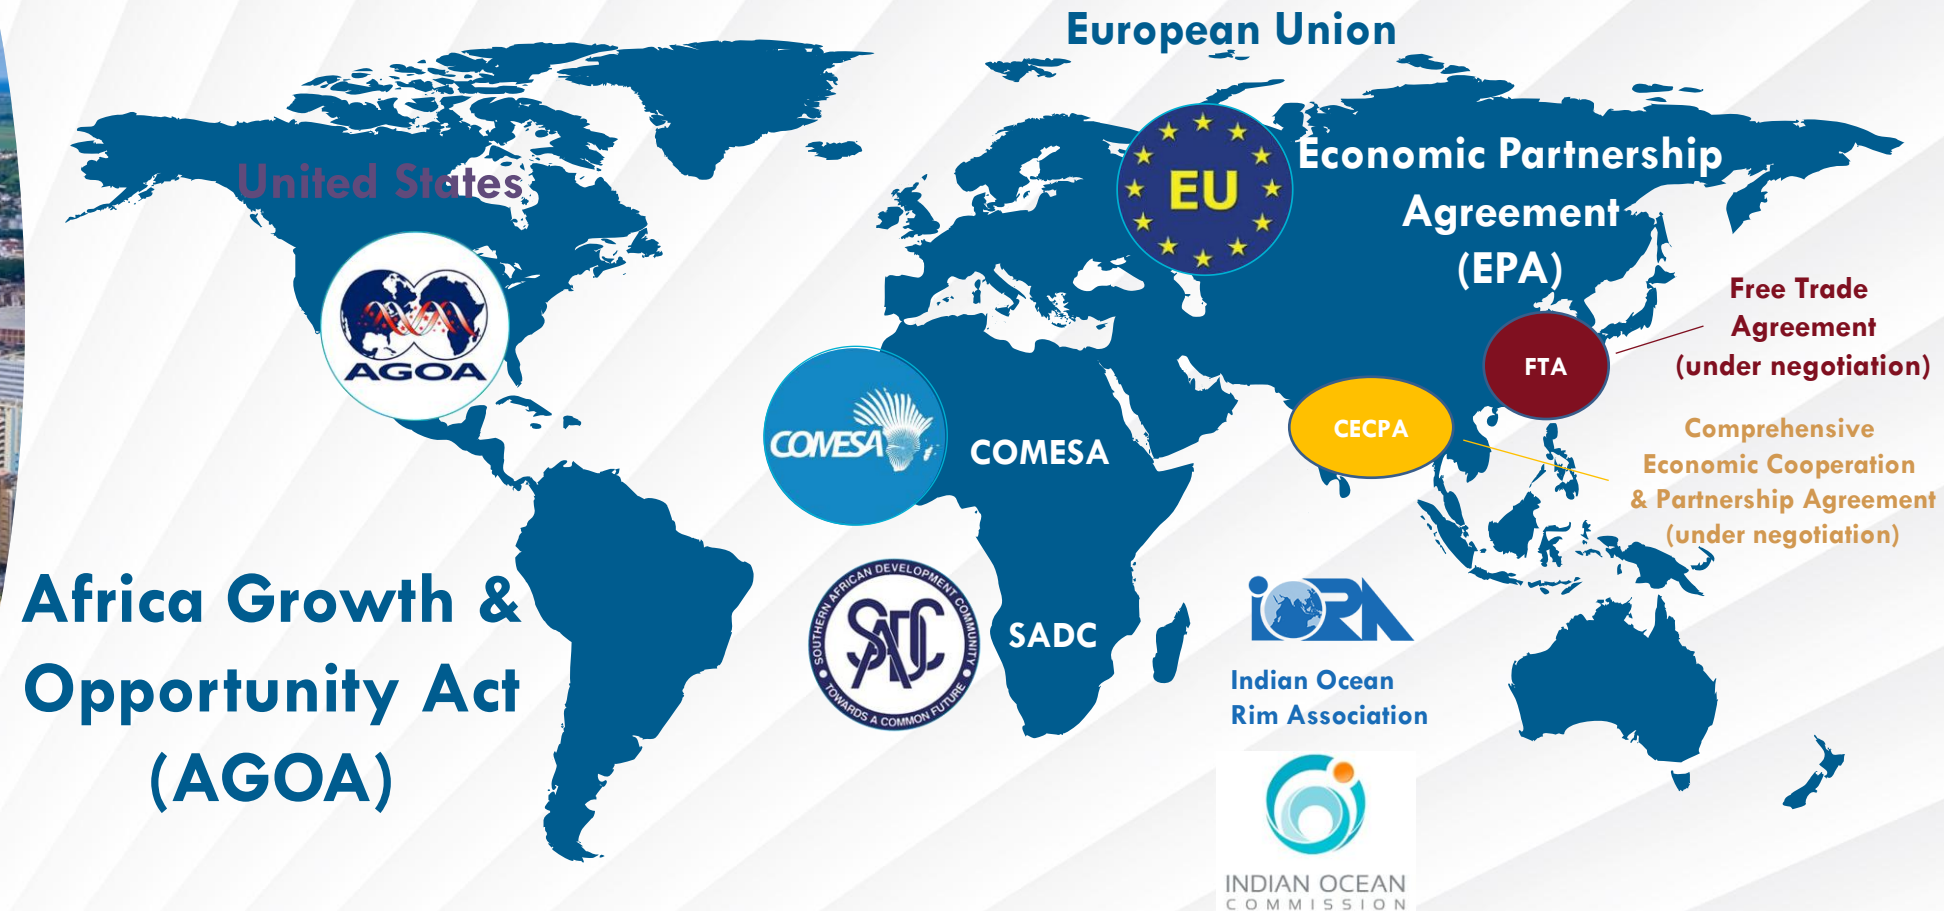 European Union
United States
EU
Economic Partnership
Agreement
(EPA)
AGOA
Free Trade
Agreement
(under negotiation)
FTA
COMESA
COMESA
CECPA
Comprehensive
Economic Cooperation
& Partnership Agreement
(under negotiation)
Africa Growth &
Opportunity Act
(AGOA)
SOUTHERN AFRICAN DEVELOPMENT COMMUNITY
SADC
TOWARDS A COMMON FUTURE
SADC
iORA
Indian Ocean
Rim Association
INDIAN OCEAN
COMMISSION